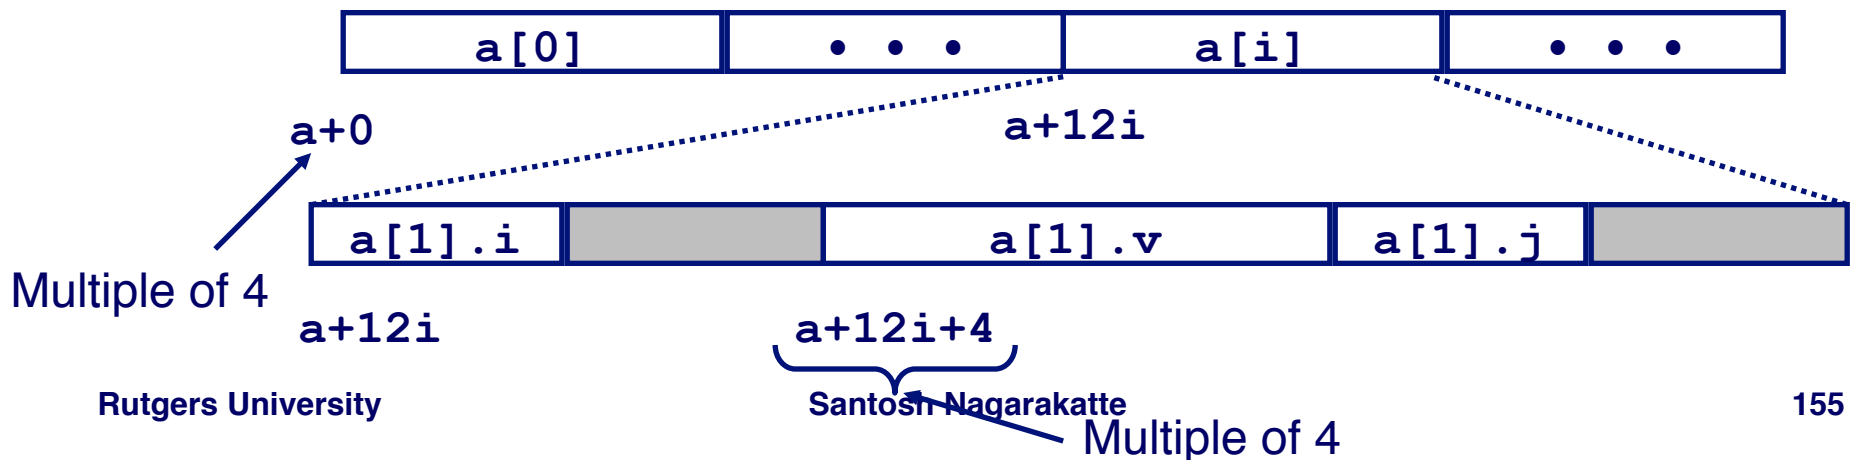 a[0] • • • a[i] • • •
a+0 a+12i
a[1].i a[1].v a[1].j
Multiple of 4
a+12i a+12i+4
Rutgers University Santosh Nagarakatte 155
Multiple of 4